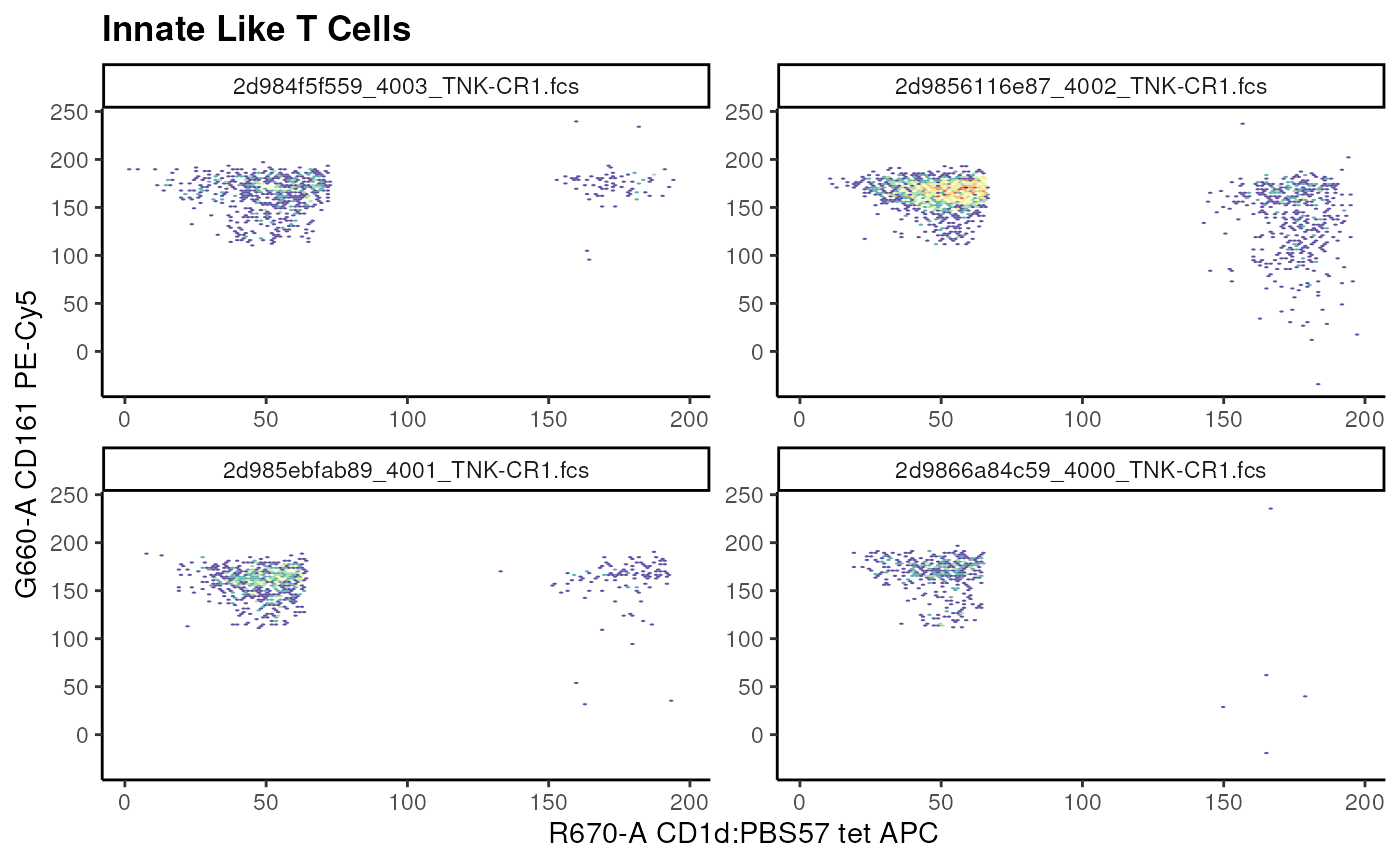 Innate Like T Cells
2d984f5f559_4003_TNK-CR1.fcs
2d9856116e87_4002_TNK-CR1.fcs
250
200
150
100
50
0
0 50 100 150 200
250
200
150
100
50
0
0 50 100 150 200
2d985ebfab89_4001_TNK-CR1.fcs
2d9866a84c59_4000_TNK-CR1.fcs
250
200
150
100
50
0
0 50 100 150 200
250
200
150
100
50
0
0 50 100 150 200
G660-A CD161 PE-Cy5
R670-A CD1d:PBS57 tet APC